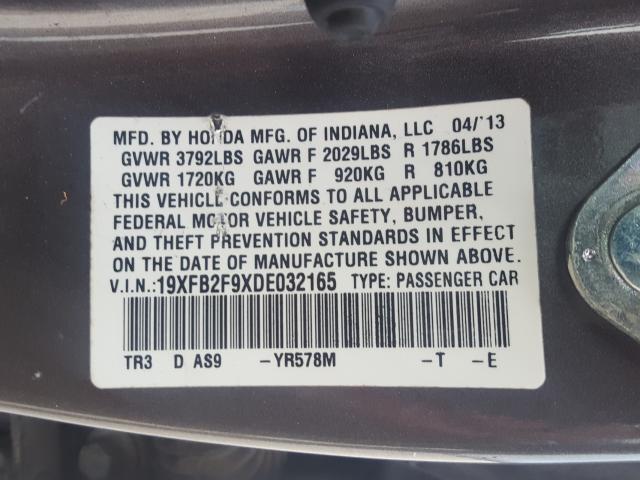 MFD. BY HONDA MFG. OF INDIANA, LLC 04/13
GVWR 3792LBS GAWR F 2029LBS R 1786LBS
GVWR 1720KG GAWR F 920KG R 810KG
THIS VEHICLE CONFORMS TO ALL APPLICABLE
FEDERAL MOTOR VEHICLE SAFETY, BUMPER,
AND THEFT PREVENTION STANDARDS IN EFFECT
ON THE DATE OF MANUFACTURE SHOWN ABOVE.
V.I.N.:19XFB2F9XDE032165 TYPE: PASSENGER CAR
TR3 D AS9 -YR578M -T -E